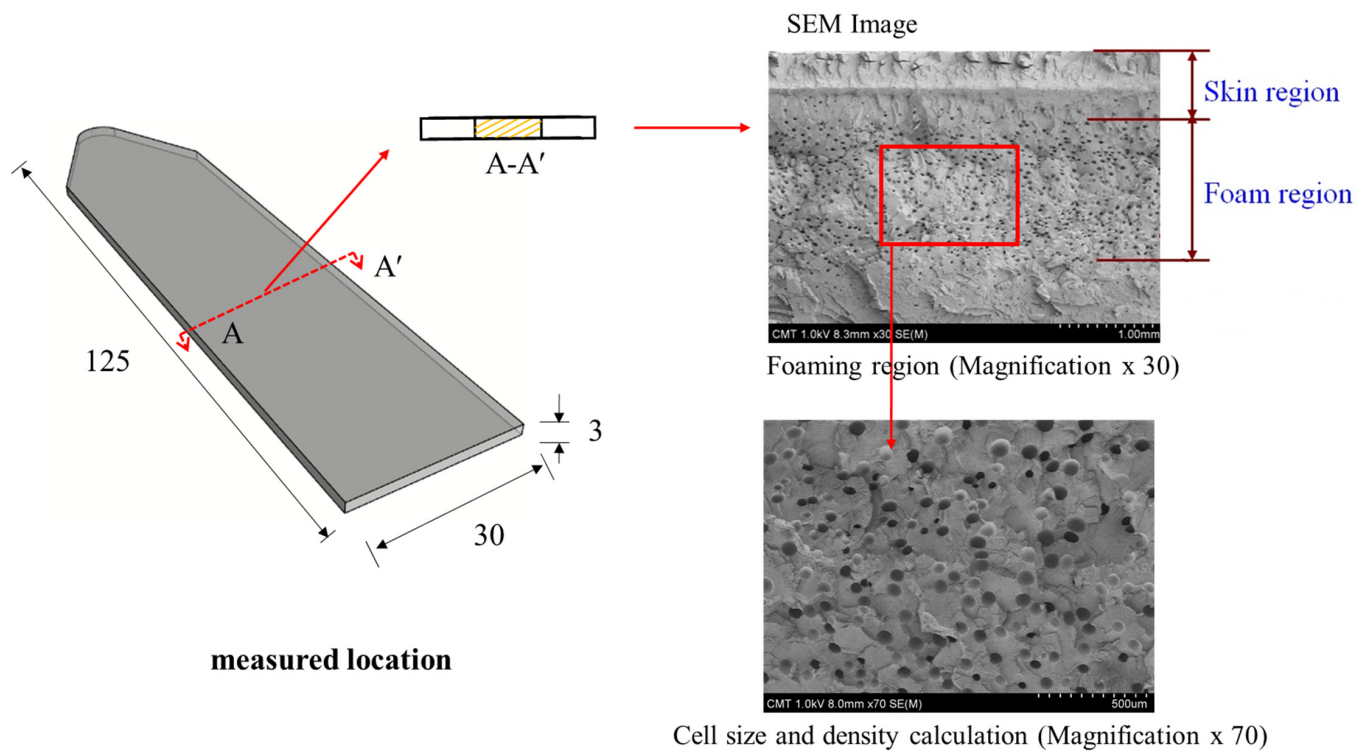 SEM Image
Skin region
Foam region
A-A′
A′
A
125
3
30
CMT 1.0kV 8.3mm x30 SE(M)
1.00mm
Foaming region (Magnification x 30)
CMT 1.0kV 8.0mm x70 SE(M)
500um
measured location
Cell size and density calculation (Magnification x 70)